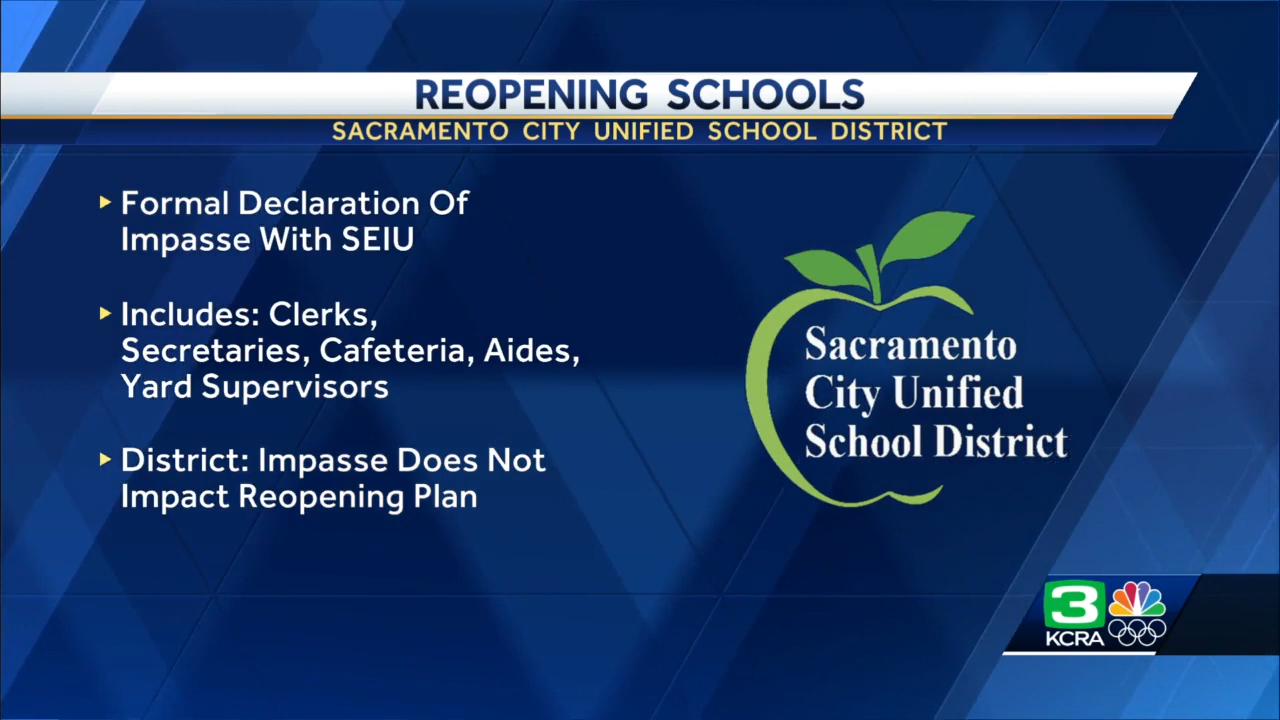 REOPENING SCHOOLS
SACRAMENTO CITY UNIFIED SCHOOL DISTRICT
Formal Declaration Of
Impasse With SEIU
Includes: Clerks,
Secretaries, Cafeteria, Aides,
Yard Supervisors
District: Impasse Does Not
Impact Reopening Plan
Sacramento
City Unified
School District
3
KCRA